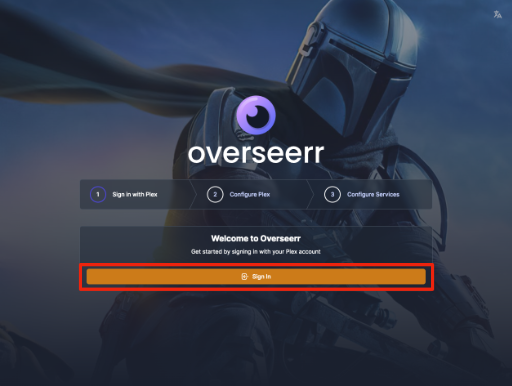 overseerr
1 Sign in with Plex
2 Configure Plex
3 Configure Services
Welcome to Overseerr
Get started by signing in with your Plex account
Sign In